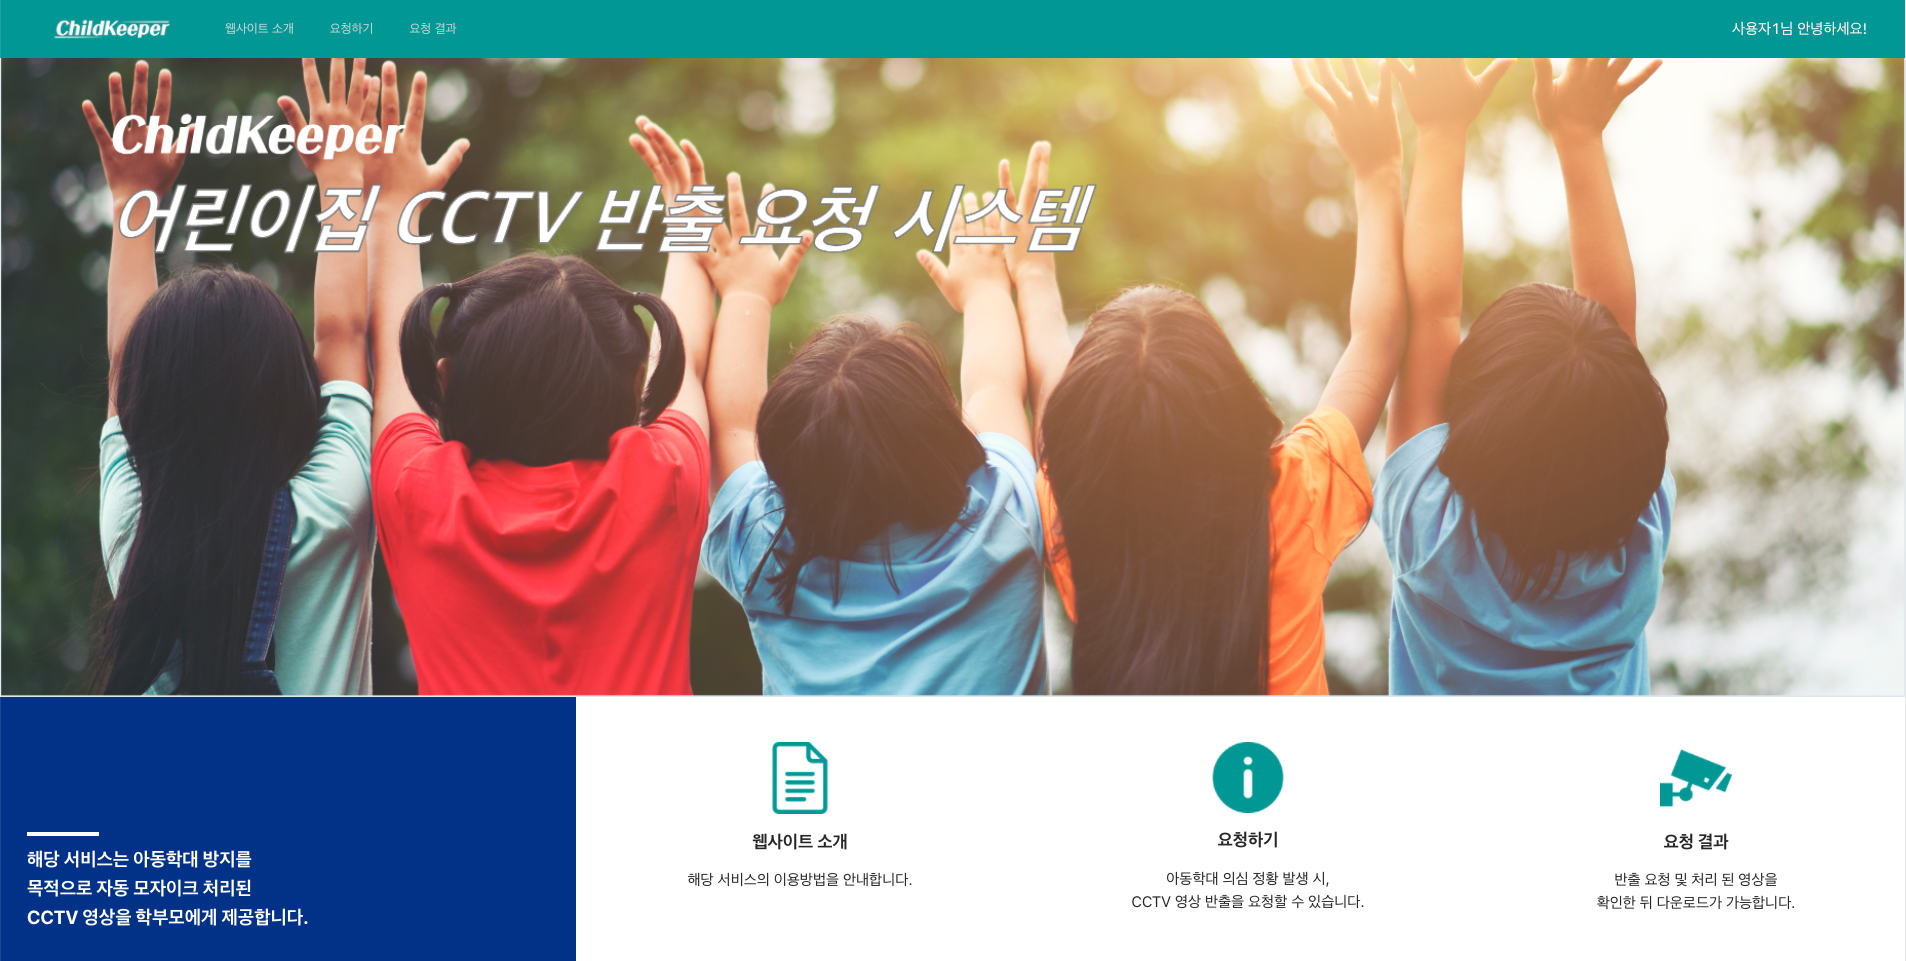 ChildKeeper
웹사이트 소개
요청하기
요청 결과
사용자1님 안녕하세요!
ChildKeeper
어린이집 CCTV 반출 요청 시스템
해당 서비스는 아동학대 방지를
목적으로 자동 모자이크 처리된
CCTV 영상을 학부모에게 제공합니다.
웹사이트 소개
해당 서비스의 이용방법을 안내합니다.
요청하기
아동학대 의심 정황 발생 시,
CCTV 영상 반출을 요청할 수 있습니다.
요청 결과
반출 요청 및 처리 된 영상을
확인한 뒤 다운로드가 가능합니다.